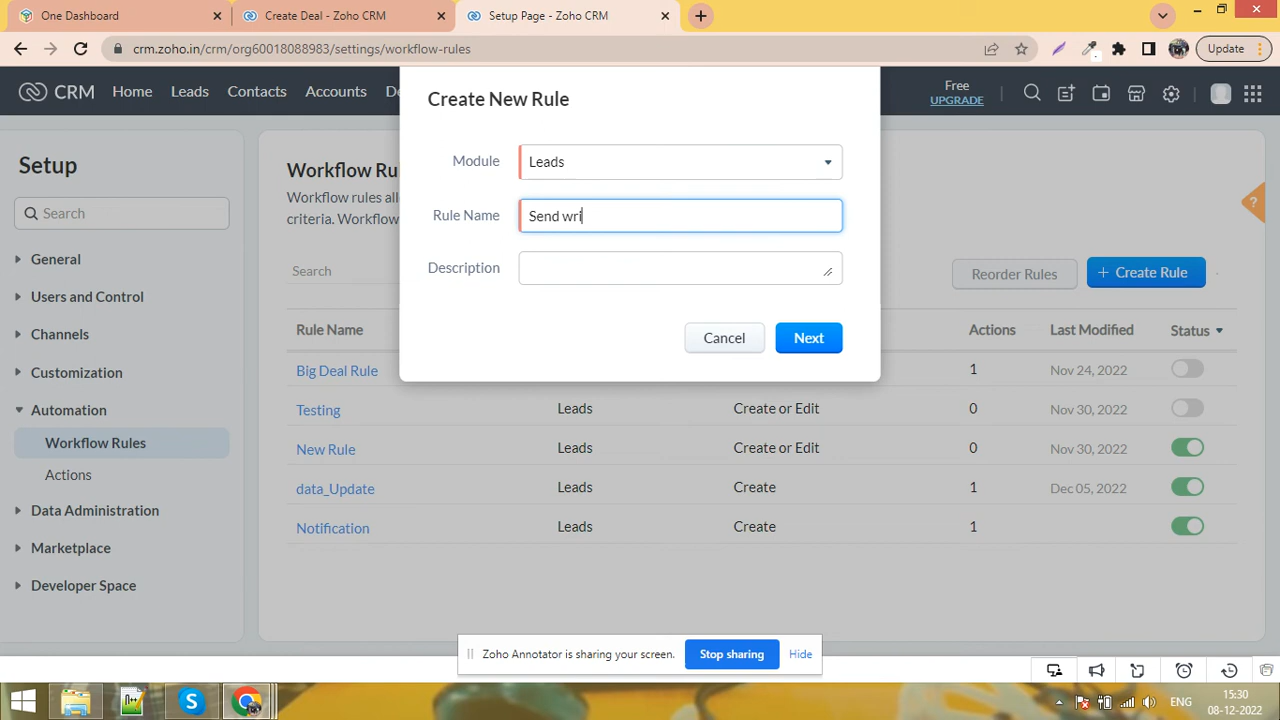 One Dashboard
Create Deal - Zoho CRM
Setup Page - Zoho CRM
crm.zoho.in/crm/org60018088983/settings/workflow-rules
Update
CRM
Home
Leads
Contacts
Accounts
De
Free
UPGRADE
Create New Rule
Module
Leads
Rule Name
Send wri
Description
Cancel
Next
Setup
Search
General
Users and Control
Channels
Customization
Automation
Workflow Rules
Actions
Data Administration
Marketplace
Developer Space
Workflow Ru
Workflow rules all
criteria. Workflow
Search
Reorder Rules
+ Create Rule
Rule Name
Actions
Last Modified
Status
Big Deal Rule
1
Nov 24, 2022
Testing
Leads
Create or Edit
0
Nov 30, 2022
New Rule
Leads
Create or Edit
0
Nov 30, 2022
data_Update
Leads
Create
1
Dec 05, 2022
Notification
Leads
Create
1
Zoho Annotator is sharing your screen.
Stop sharing
Hide
ENG
15:30
08-12-2022